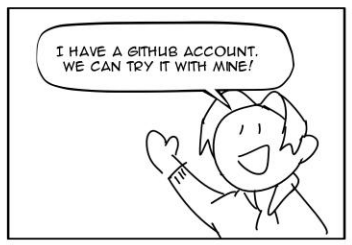 I HAVE A GITHUB ACCOUNT.
WE CAN TRY IT WITH MINE!